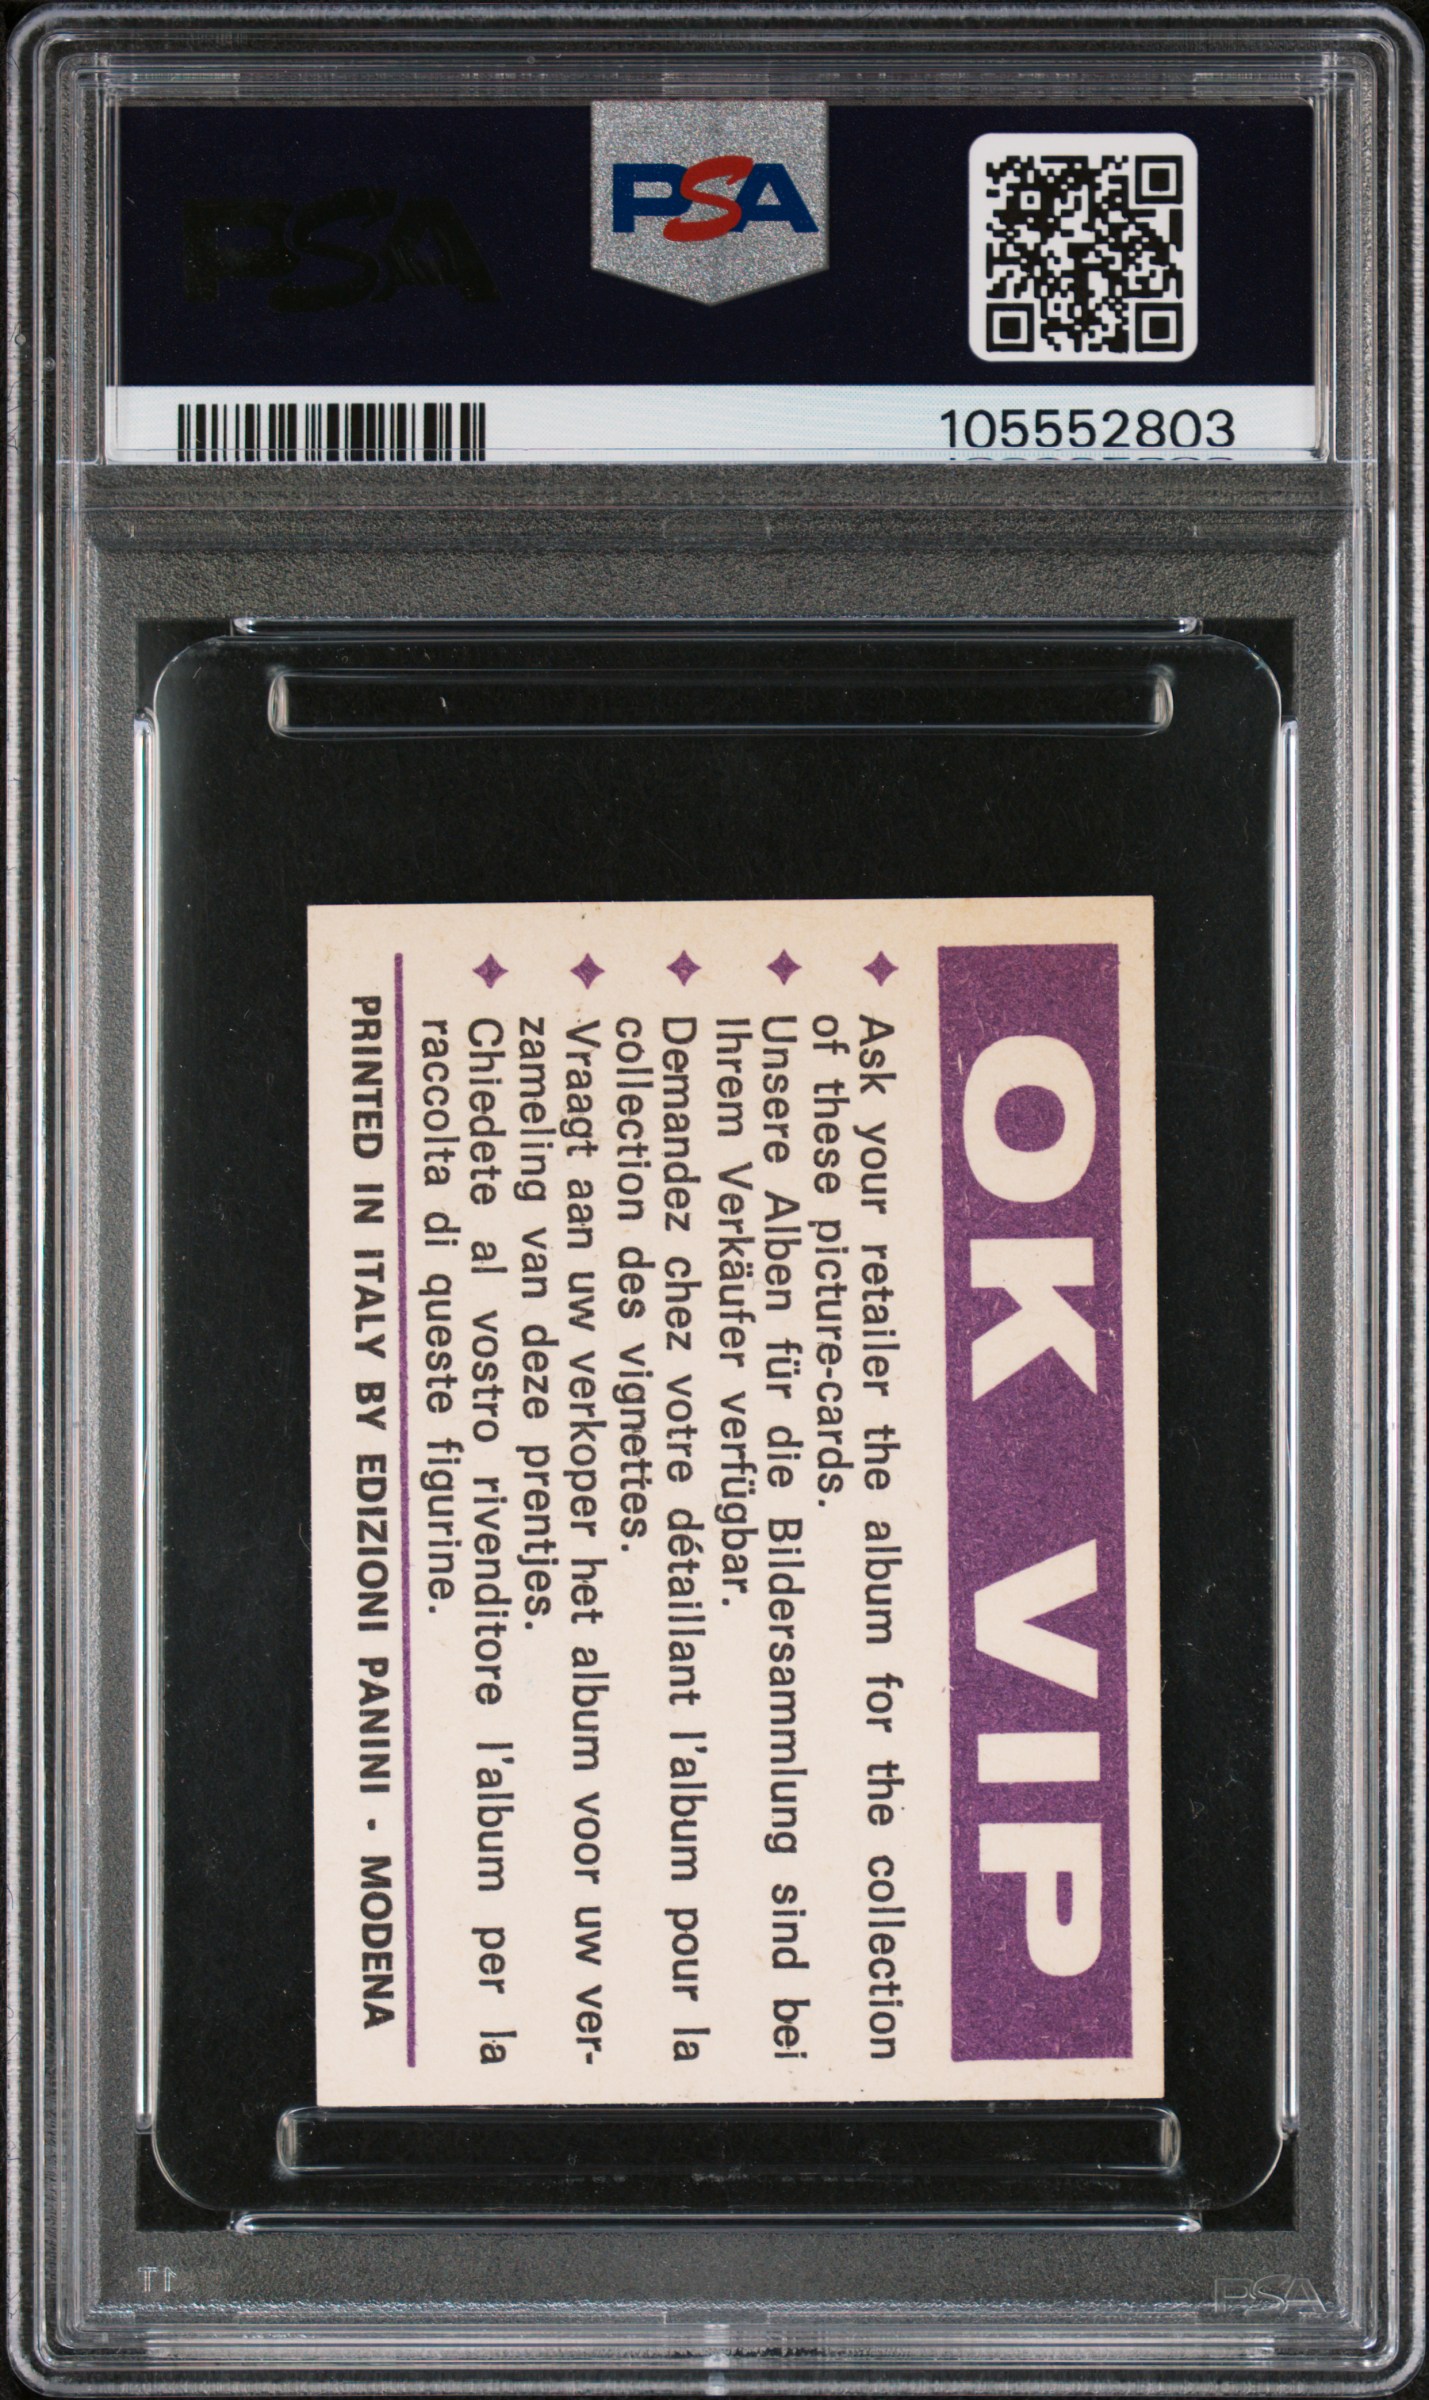 PSA
PSA
105552803
OK VIP
Ask your retailer the album for the collection
of these picture-cards.
Unsere Alben für die Bildersammlung sind bei
Ihrem Verkäufer verfügbar.
Demandez chez votre détaillant l'album pour la
collection des vignettes.
Vraagt aan uw verkoper het album voor uw ver-
zameling van deze prentjes.
Chiedete al vostro rivenditore l'album per la
raccolta di queste figurine.
PRINTED IN ITALY BY EDIZIONI PANINI - MODENA
PSA